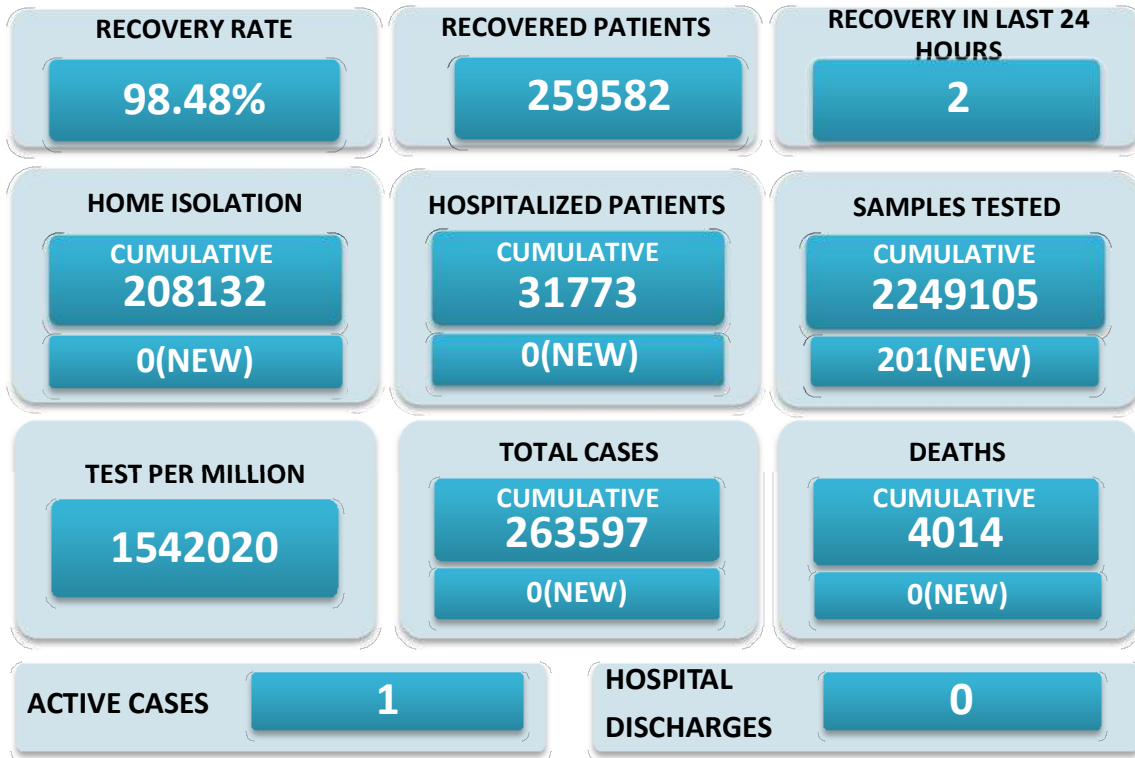 RECOVERY RATE
98.48%
RECOVERED PATIENTS
259582
RECOVERY IN LAST 24
HOURS
2
HOME ISOLATION
CUMULATIVE
208132
0(NEW)
HOSPITALIZED PATIENTS
CUMULATIVE
31773
0(NEW)
SAMPLES TESTED
CUMULATIVE
2249105
201(NEW)
TEST PER MILLION
1542020
TOTAL CASES
CUMULATIVE
263597
0(NEW)
DEATHS
CUMULATIVE
4014
0(NEW)
ACTIVE CASES
1
HOSPITAL
DISCHARGES
0